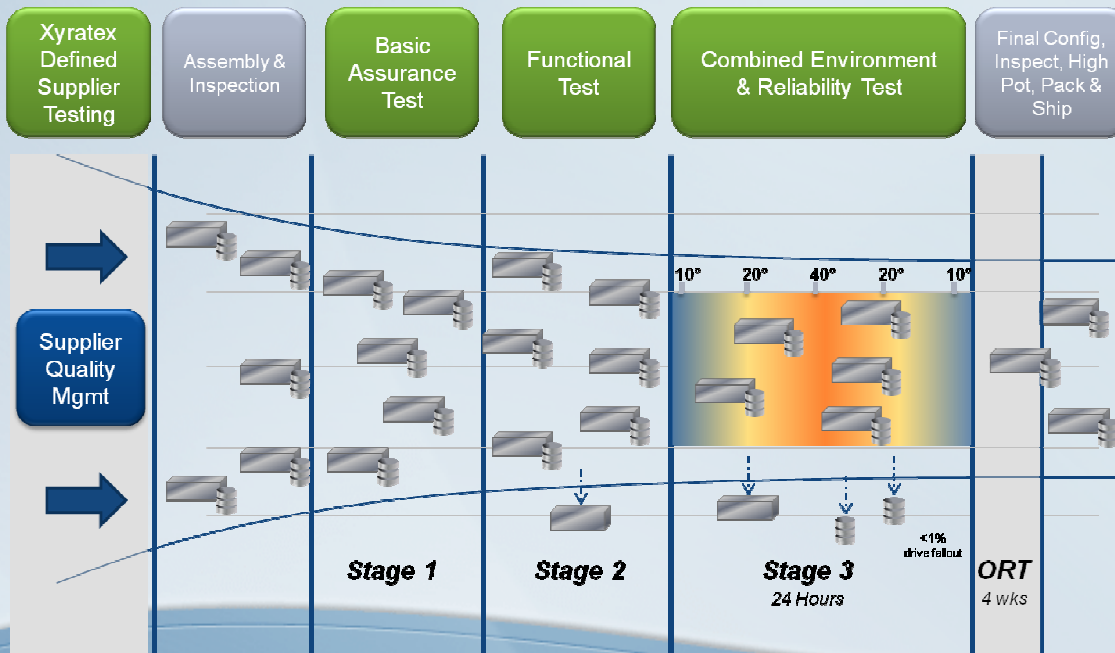 Xyratex
Defined
Supplier
Testing
Assembly &
Inspection
Basic
Assurance
Test
Functional
Test
Combined Environment
& Reliability Test
Final Config,
Inspect, High
Pot, Pack &
Ship
10° 20° 40° 20° 10°
Supplier
Quality
Mgmt
<1%
drive fallout
Stage 1
Stage 2
Stage 3
24 Hours
ORT
4 wks